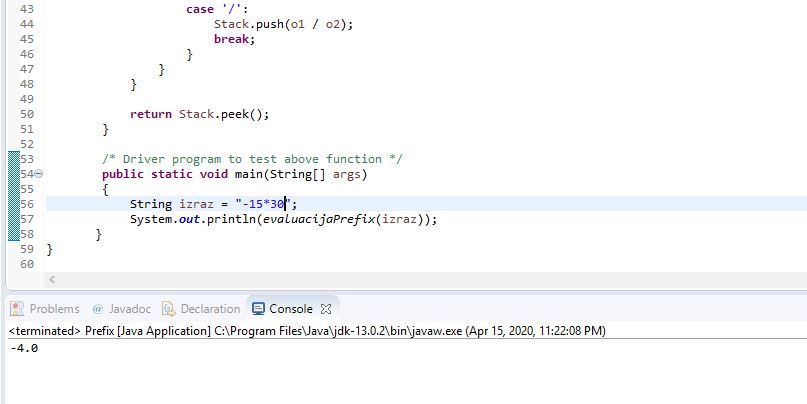 43 case '/':
44 Stack.push(o1 / o2);
45 break;
46 }
47 }
48 }
49
50 return Stack.peek();
51 }
52
53 /* Driver program to test above function */
54 public static void main(String[] args)
55 {
56 String izraz = "-15*30";
57 System.out.println(evaluacijaPrefix(izraz));
58 }
59 }
60
Problems @ Javadoc Declaration Console
<terminated> Prefix [Java Application] C:\Program Files\Java\jdk-13.0.2\bin\javaw.exe (Apr 15, 2020, 11:22:08 PM)
-4.0